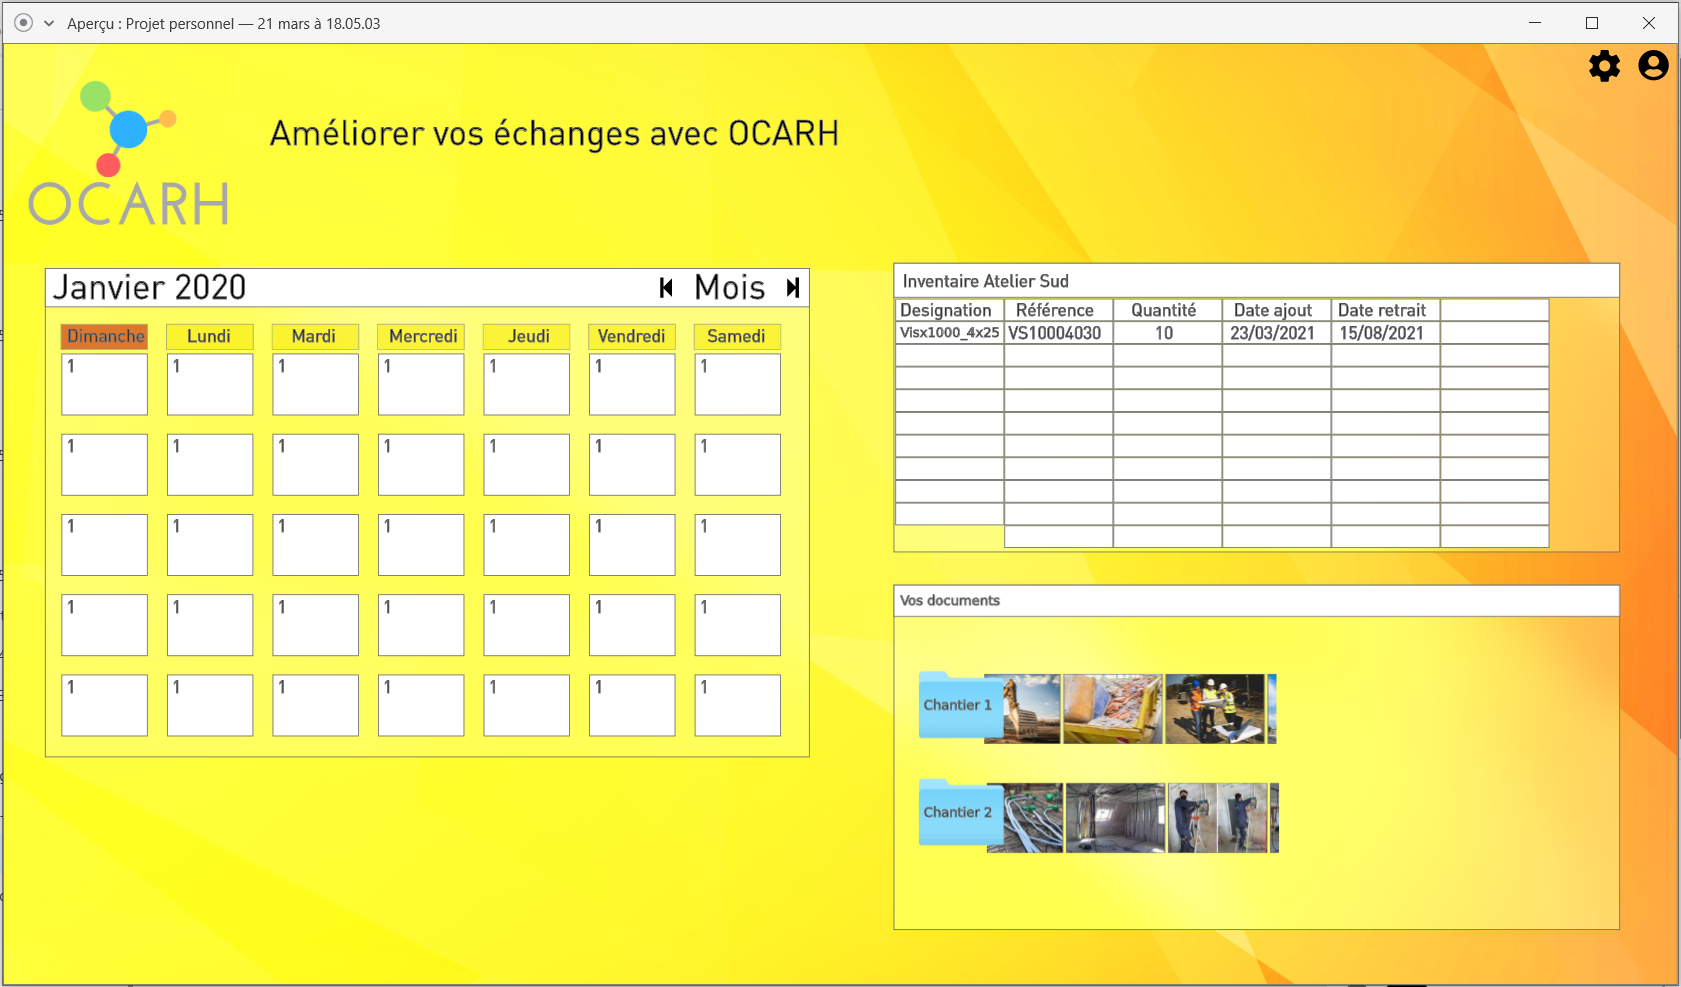 Aperçu : Projet personnel — 21 mars à 18.05.03
OCARH
Améliorer vos échanges avec OCARH
Janvier 2020 Mois
Dimanche Lundi Mardi Mercredi Jeudi Vendredi Samedi
1 1 1 1 1 1 1
1 1 1 1 1 1 1
1 1 1 1 1 1 1
1 1 1 1 1 1 1
1 1 1 1 1 1 1
Inventaire Atelier Sud
Designation Référence Quantité Date ajout Date retrait
Visx1000_4x25 VS10004030 10 23/03/2021 15/08/2021
Vos documents
Chantier 1
Chantier 2